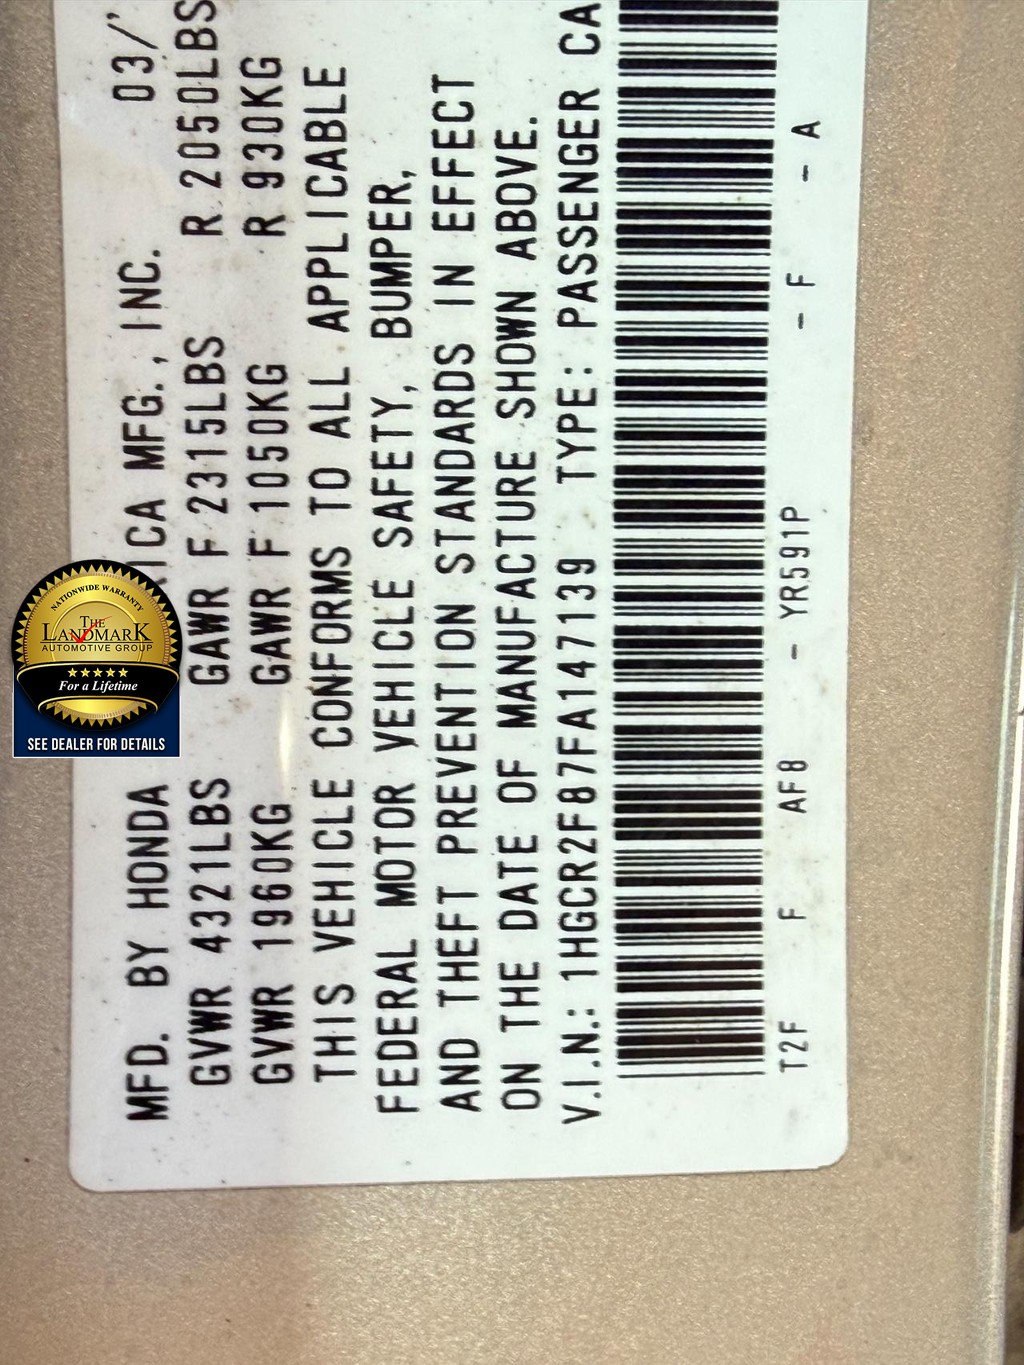 MFD. BY HONDA ICA MFG., INC. 03/
GVWR 4321LBS GAWR F 2315LBS R 2050LBS
GVWR 1960KG GAWR F 1050KG R 930KG
THIS VEHICLE CONFORMS TO ALL APPLICABLE
FEDERAL MOTOR VEHICLE SAFETY, BUMPER,
AND THEFT PREVENTION STANDARDS IN EFFECT
ON THE DATE OF MANUFACTURE SHOWN ABOVE.
V.I.N.: 1HGCR2F87FA147139 TYPE: PASSENGER CA
T2F F AF8 - YR591P - F - A
NATIONWIDE WARRANTY
THE
LANDMARK
AUTOMOTIVE GROUP
For a Lifetime
SEE DEALER FOR DETAILS